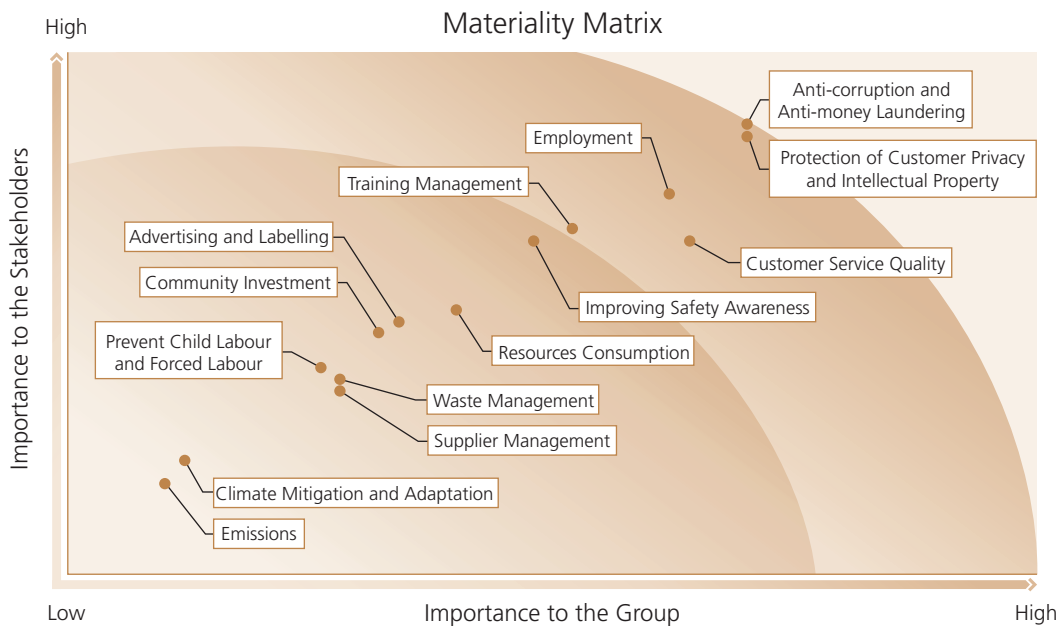 Materiality Matrix
High
Importance to the Stakeholders
Anti-corruption and
Anti-money Laundering
Employment
Protection of Customer Privacy
and Intellectual Property
Training Management
Advertising and Labelling
Customer Service Quality
Community Investment
Improving Safety Awareness
Prevent Child Labour
and Forced Labour
Resources Consumption
Waste Management
Supplier Management
Climate Mitigation and Adaptation
Emissions
Low
Importance to the Group
High